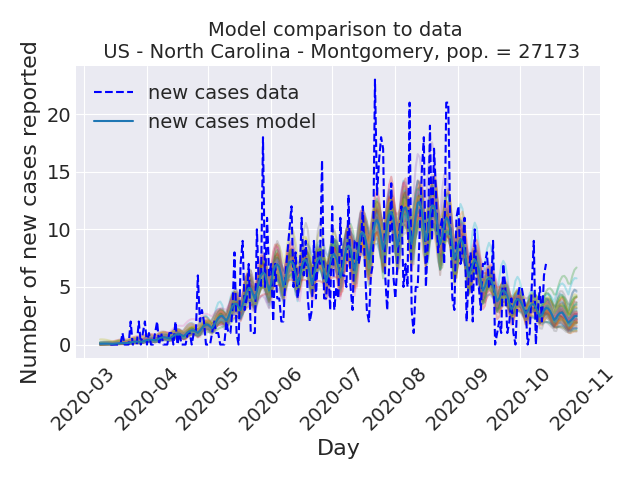 Model comparison to data
US - North Carolina - Montgomery, pop. = 27173
Number of new cases reported
new cases data
new cases model
20
15
10
5
0
2020-03
2020-04
2020-05
2020-06
2020-07
2020-08
2020-09
2020-10
2020-11
Day